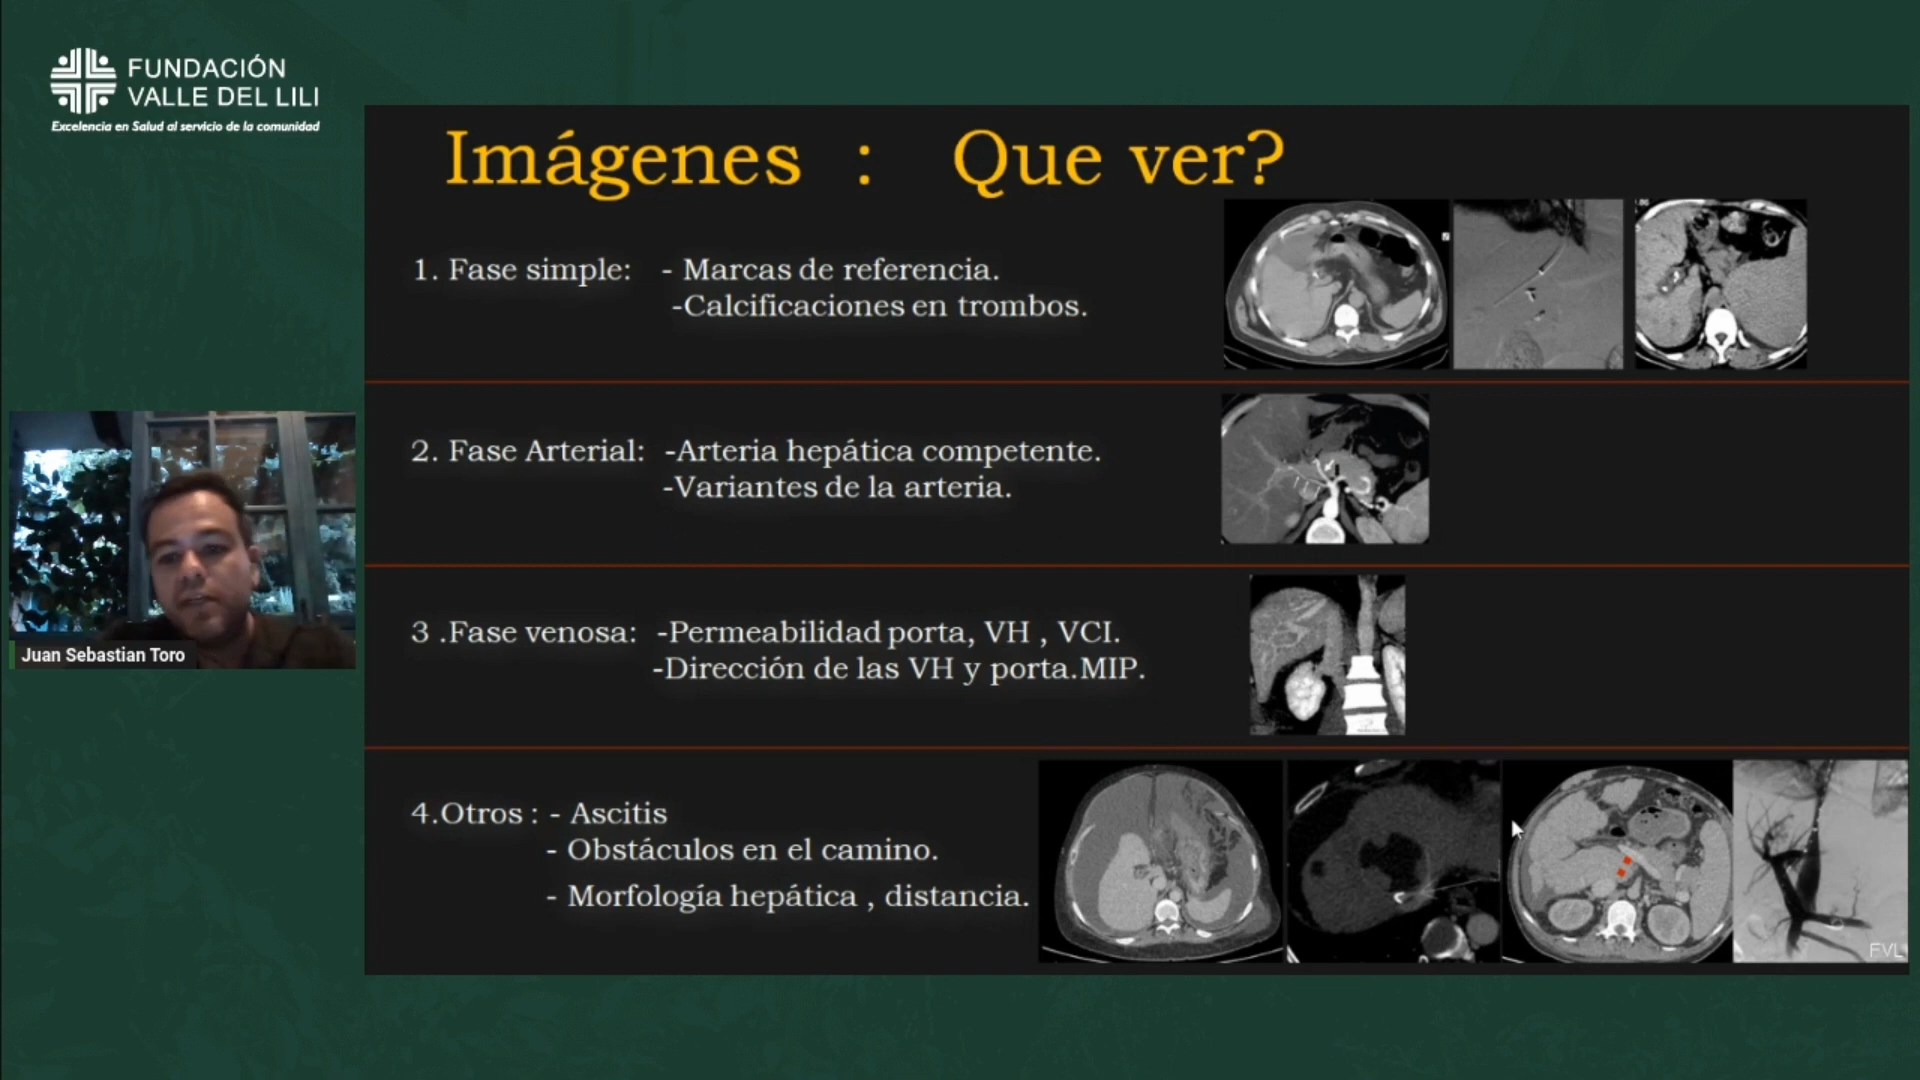 FUNDACIÓN
VALLE DEL LILI
Excelencia en Salud al servicio de la comunidad
Imágenes : Que ver?
1. Fase simple: - Marcas de referencia.
-Calcificaciones en trombos.
2. Fase Arterial: -Arteria hepática competente.
-Variantes de la arteria.
3 .Fase venosa: -Permeabilidad porta, VH , VCI.
-Dirección de las VH y porta.MIP.
4.Otros : - Ascitis
- Obstáculos en el camino.
- Morfología hepática , distancia.
FVL
Juan Sebastian Toro